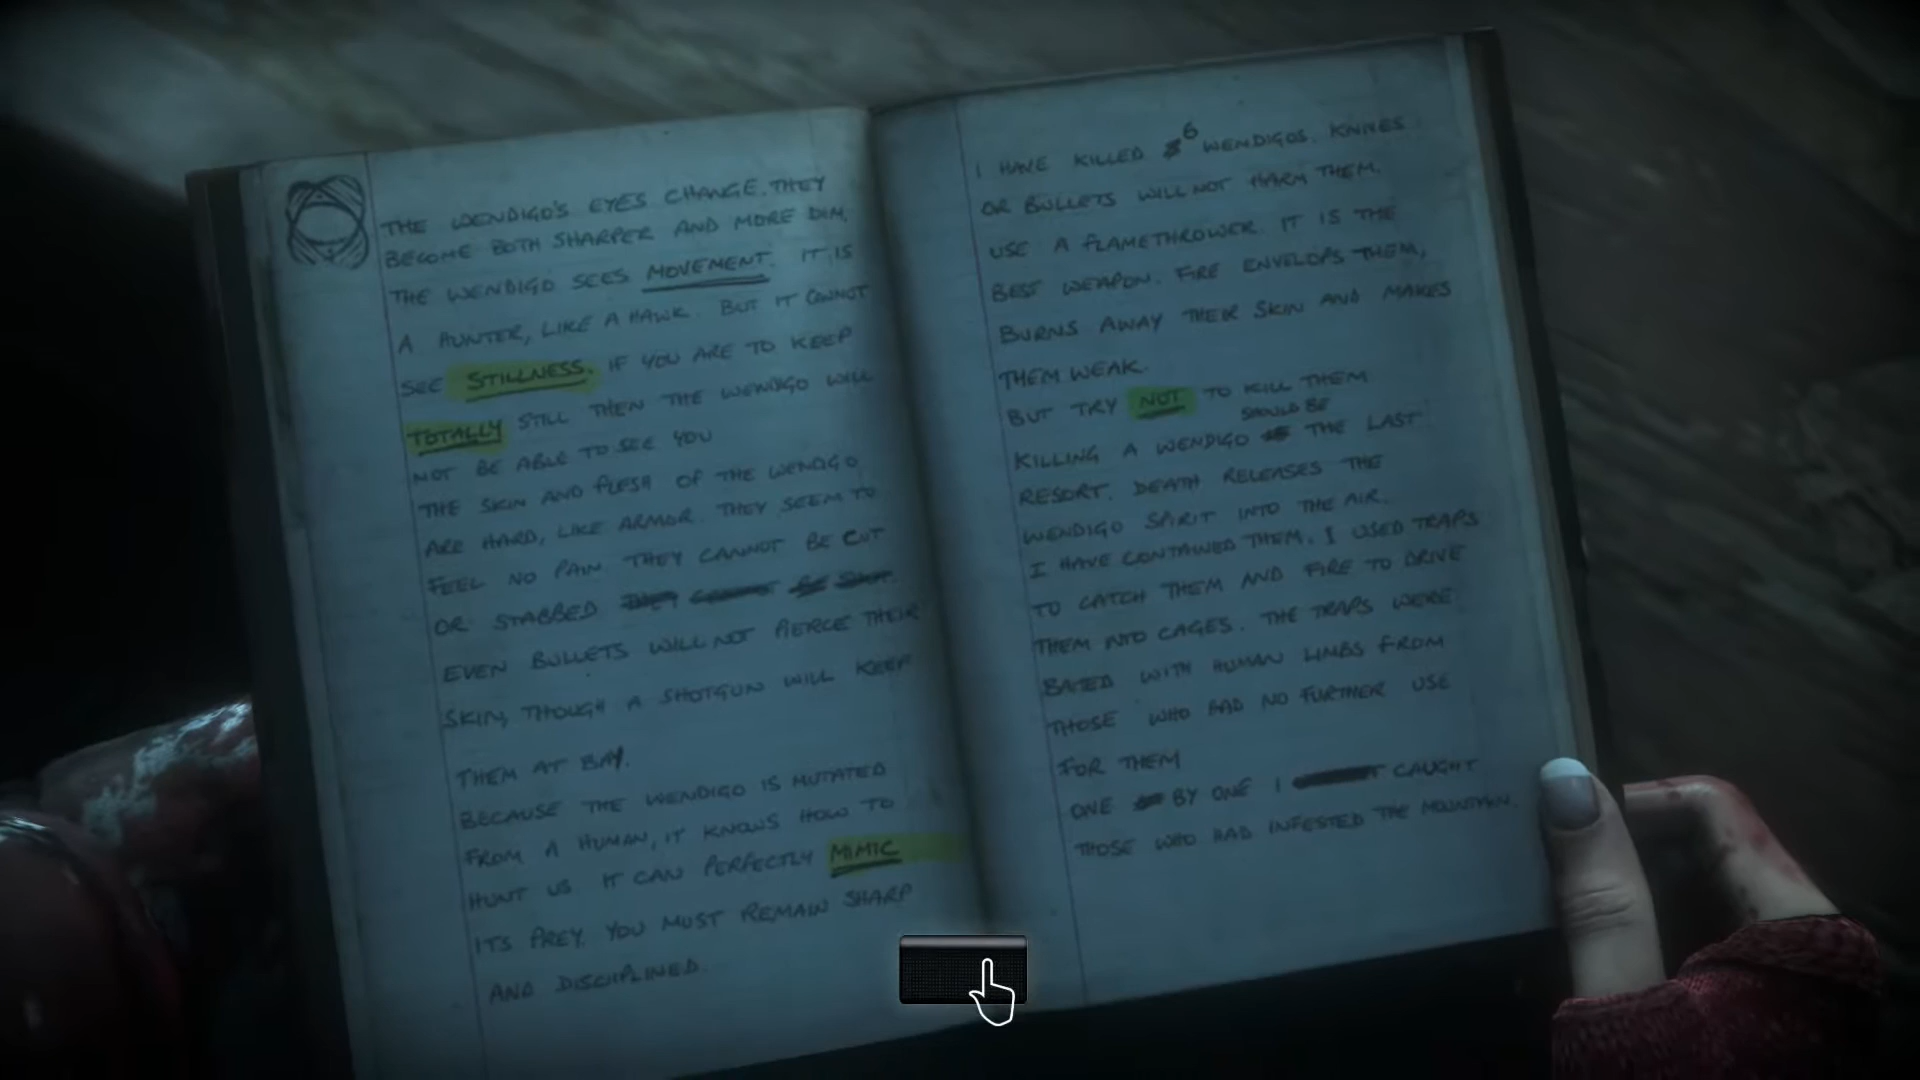 THE WENDIGO'S EYES CHANGE. THEY
BECOME BOTH SHARPER AND MORE DIM.
THE WENDIGO SEES MOVEMENT. IT IS
A HUNTER, LIKE A HAWK. BUT IT CANNOT
SEE STILLNESS. IF YOU ARE TO KEEP
TOTALLY STILL THEN THE WENDIGO WILL
NOT BE ABLE TO SEE YOU
THE SKIN AND FLESH OF THE WENDIGO
ARE HARD, LIKE ARMOR. THEY SEEM TO
FEEL NO PAIN. THEY CANNOT BE CUT
OR STABBED
EVEN BULLETS WILL NOT PIERCE THEIR
SKIN, THOUGH A SHOTGUN WILL KEEP
THEM AT BAY.
BECAUSE THE WENDIGO IS MUTATED
FROM A HUMAN, IT KNOWS HOW TO
HUNT US. IT CAN PERFECTLY MIMIC
ITS PREY. YOU MUST REMAIN SHARP
AND DISCIPLINED.
I HAVE KILLED 6 WENDIGOS. KNIVES
OR BULLETS WILL NOT HARM THEM.
USE A FLAMETHROWER. IT IS THE
BEST WEAPON. FIRE ENVELOPS THEM,
BURNS AWAY THEIR SKIN AND MAKES
THEM WEAK.
BUT TRY NOT TO KILL THEM
KILLING A WENDIGO SHOULD BE THE LAST
RESORT. DEATH RELEASES THE
WENDIGO SPIRIT INTO THE AIR.
I HAVE CONTAINED THEM. I USED TRAPS
TO CATCH THEM AND FIRE TO DRIVE
THEM INTO CAGES. THE TRAPS WERE
BAITED WITH HUMAN LIMBS FROM
THOSE WHO HAD NO FURTHER USE
FOR THEM
ONE BY ONE I CAUGHT
THOSE WHO HAD INFESTED THE MOUNTAIN.